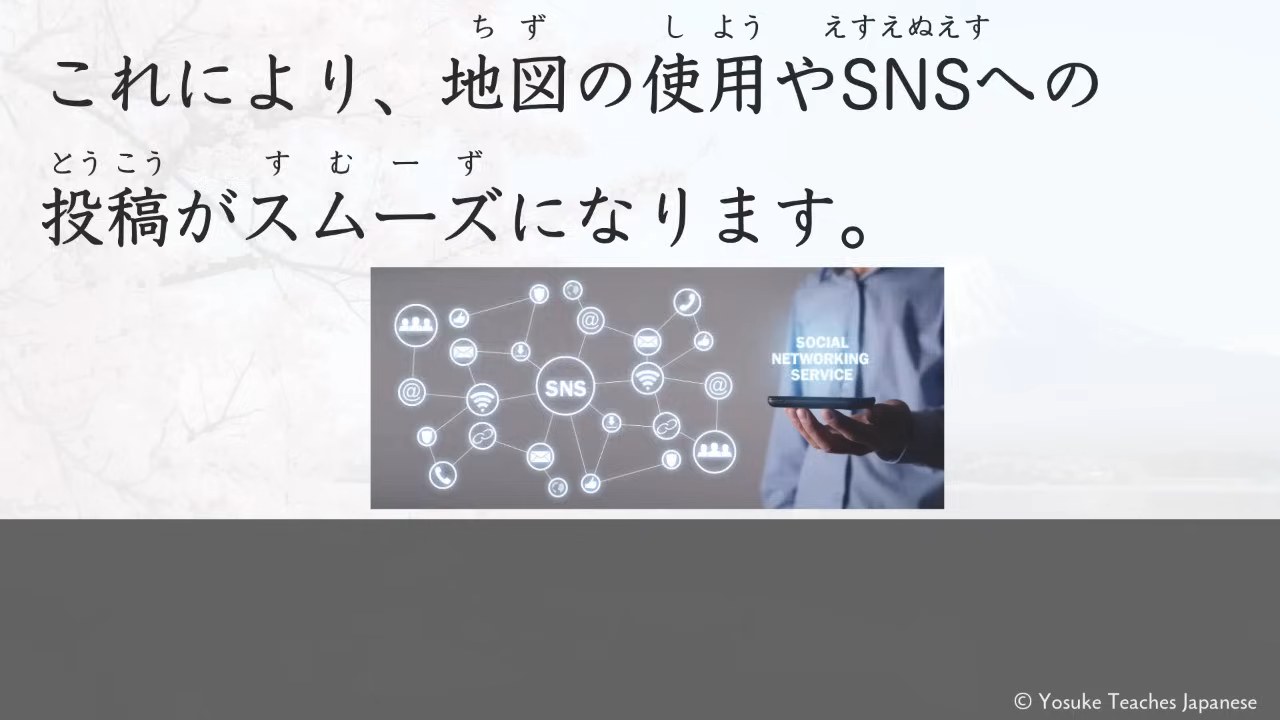 ち ず し よう えすえぬえす
これにより、地図の使用やSNSへの
とう こう す む ー ず
投稿がスムーズになります。
SNS
SOCIAL
NETWORKING
SERVICE
© Yosuke Teaches Japanese